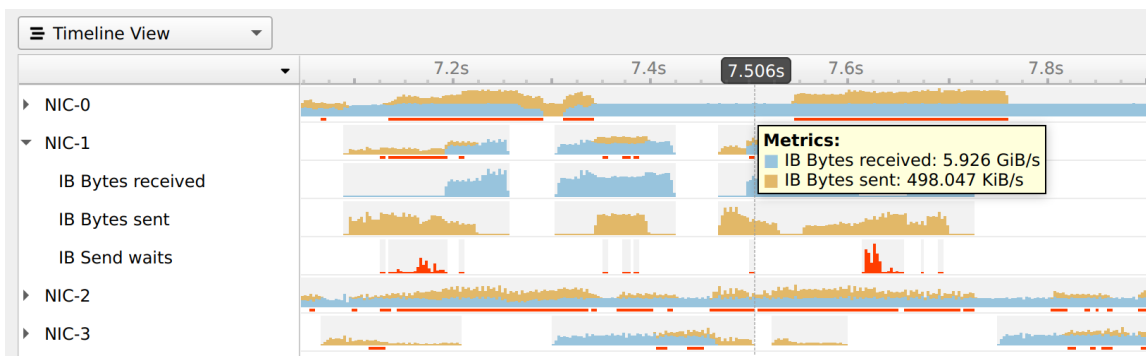 Timeline View
7.2s 7.4s 7.506s 7.6s 7.8s
NIC-0
NIC-1
Metrics:
IB Bytes received: 5.926 GiB/s
IB Bytes sent: 498.047 KiB/s
IB Bytes received
IB Bytes sent
IB Send waits
NIC-2
NIC-3